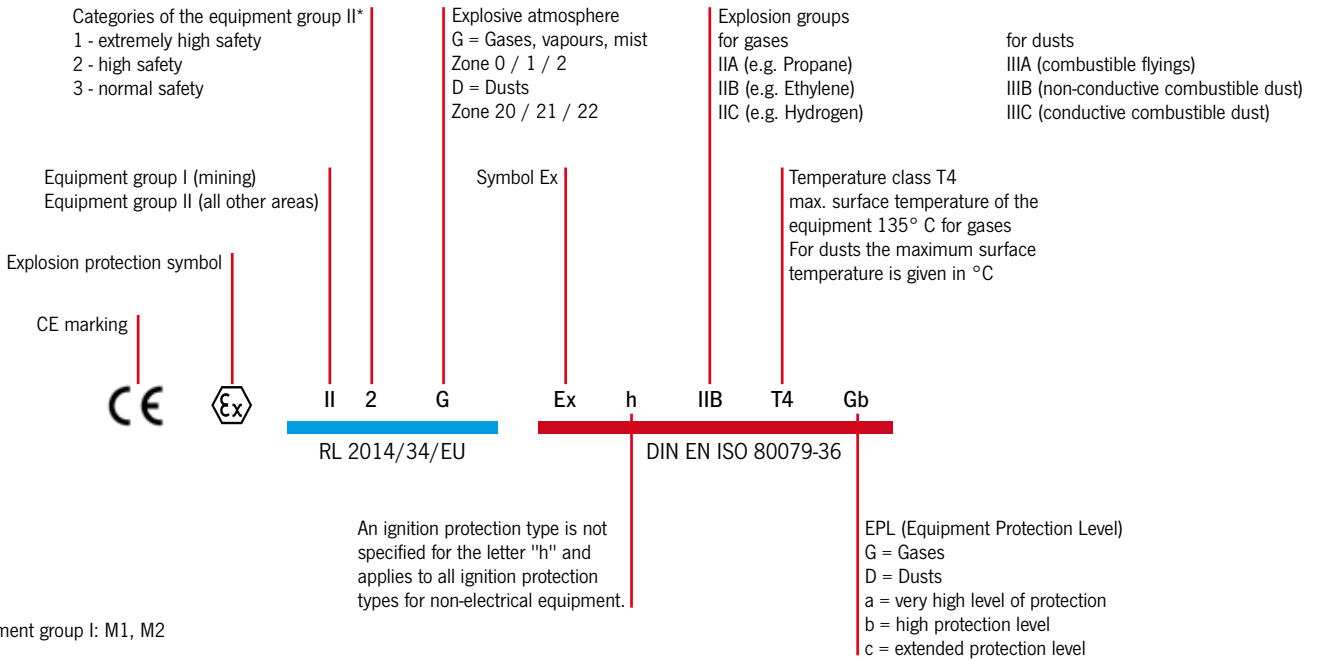 Categories of the equipment group II*
1 - extremely high safety
2 - high safety
3 - normal safety
Explosive atmosphere
G = Gases, vapours, mist
Zone 0 / 1 / 2
D = Dusts
Zone 20 / 21 / 22
Explosion groups
for gases
IIA (e.g. Propane)
IIB (e.g. Ethylene)
IIC (e.g. Hydrogen)
for dusts
IIIA (combustible flyings)
IIIB (non-conductive combustible dust)
IIIC (conductive combustible dust)
Equipment group I (mining)
Equipment group II (all other areas)
Symbol Ex
Temperature class T4
max. surface temperature of the
equipment 135° C for gases
For dusts the maximum surface
temperature is given in °C
Explosion protection symbol
CE marking
CE Ex II 2 G Ex h IIB T4 Gb
RL 2014/34/EU DIN EN ISO 80079-36
An ignition protection type is not
specified for the letter "h" and
applies to all ignition protection
types for non-electrical equipment.
EPL (Equipment Protection Level)
G = Gases
D = Dusts
a = very high level of protection
b = high protection level
c = extended protection level
ment group I: M1, M2